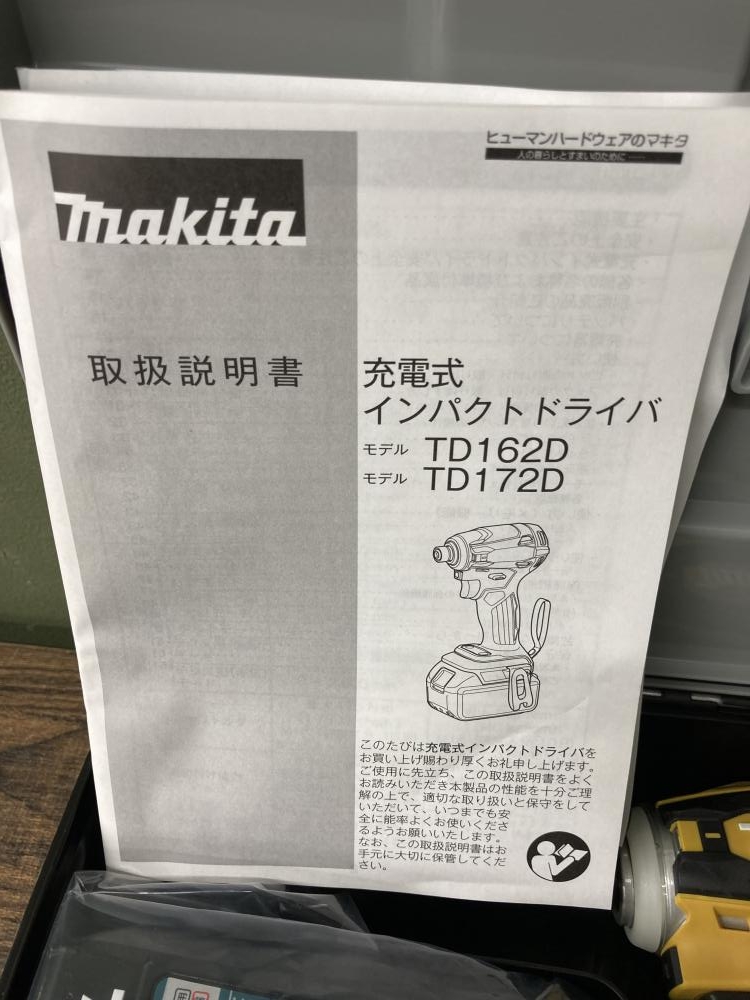 ヒューマンハードウェアのマキタ
人の暮らしとすまいのために
makita
取扱説明書
充電式
インパクトドライバ
モデル TD162D
モデル TD172D
このたびは充電式インパクトドライバを
お買い上げ賜わり厚くお礼申し上げます。
ご使用に先立ち、この取扱説明書をよく
お読みいただき本製品の性能を十分ご理
解の上で、適切な取り扱いと保守をして
いただいて、いつまでも安
全に能率よくお使いくださ
るようお願いいたします。
なお、この取扱説明書はお
手元に大切に保管してくだ
さい。